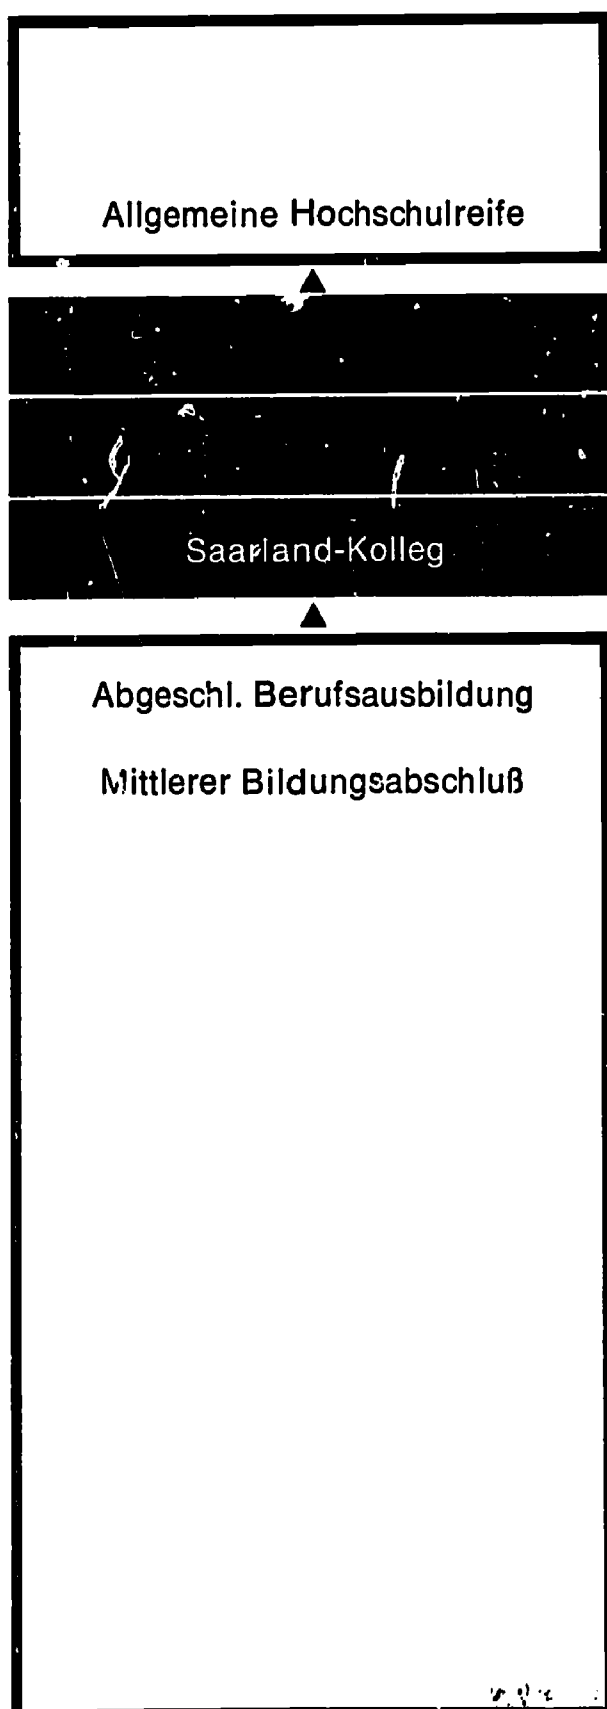 Allgemeine Hochschulreife
Saarland-Kolleg
Abgeschl. Berufsausbildung
Mittlerer Bildungsabschluß